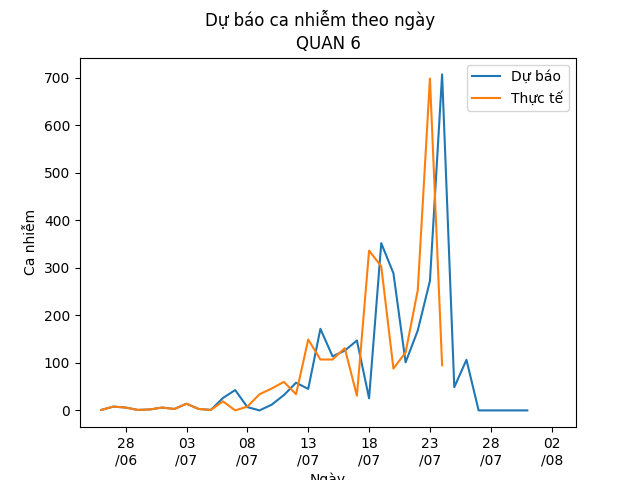 Dự báo ca nhiễm theo ngày
QUAN 6
Dự báo
Thực tế
Ca nhiễm
700
600
500
400
300
200
100
0
28 03 08 13 18 23 28 02
/06 /07 /07 /07 /07 /07 /07 /08
Ngày